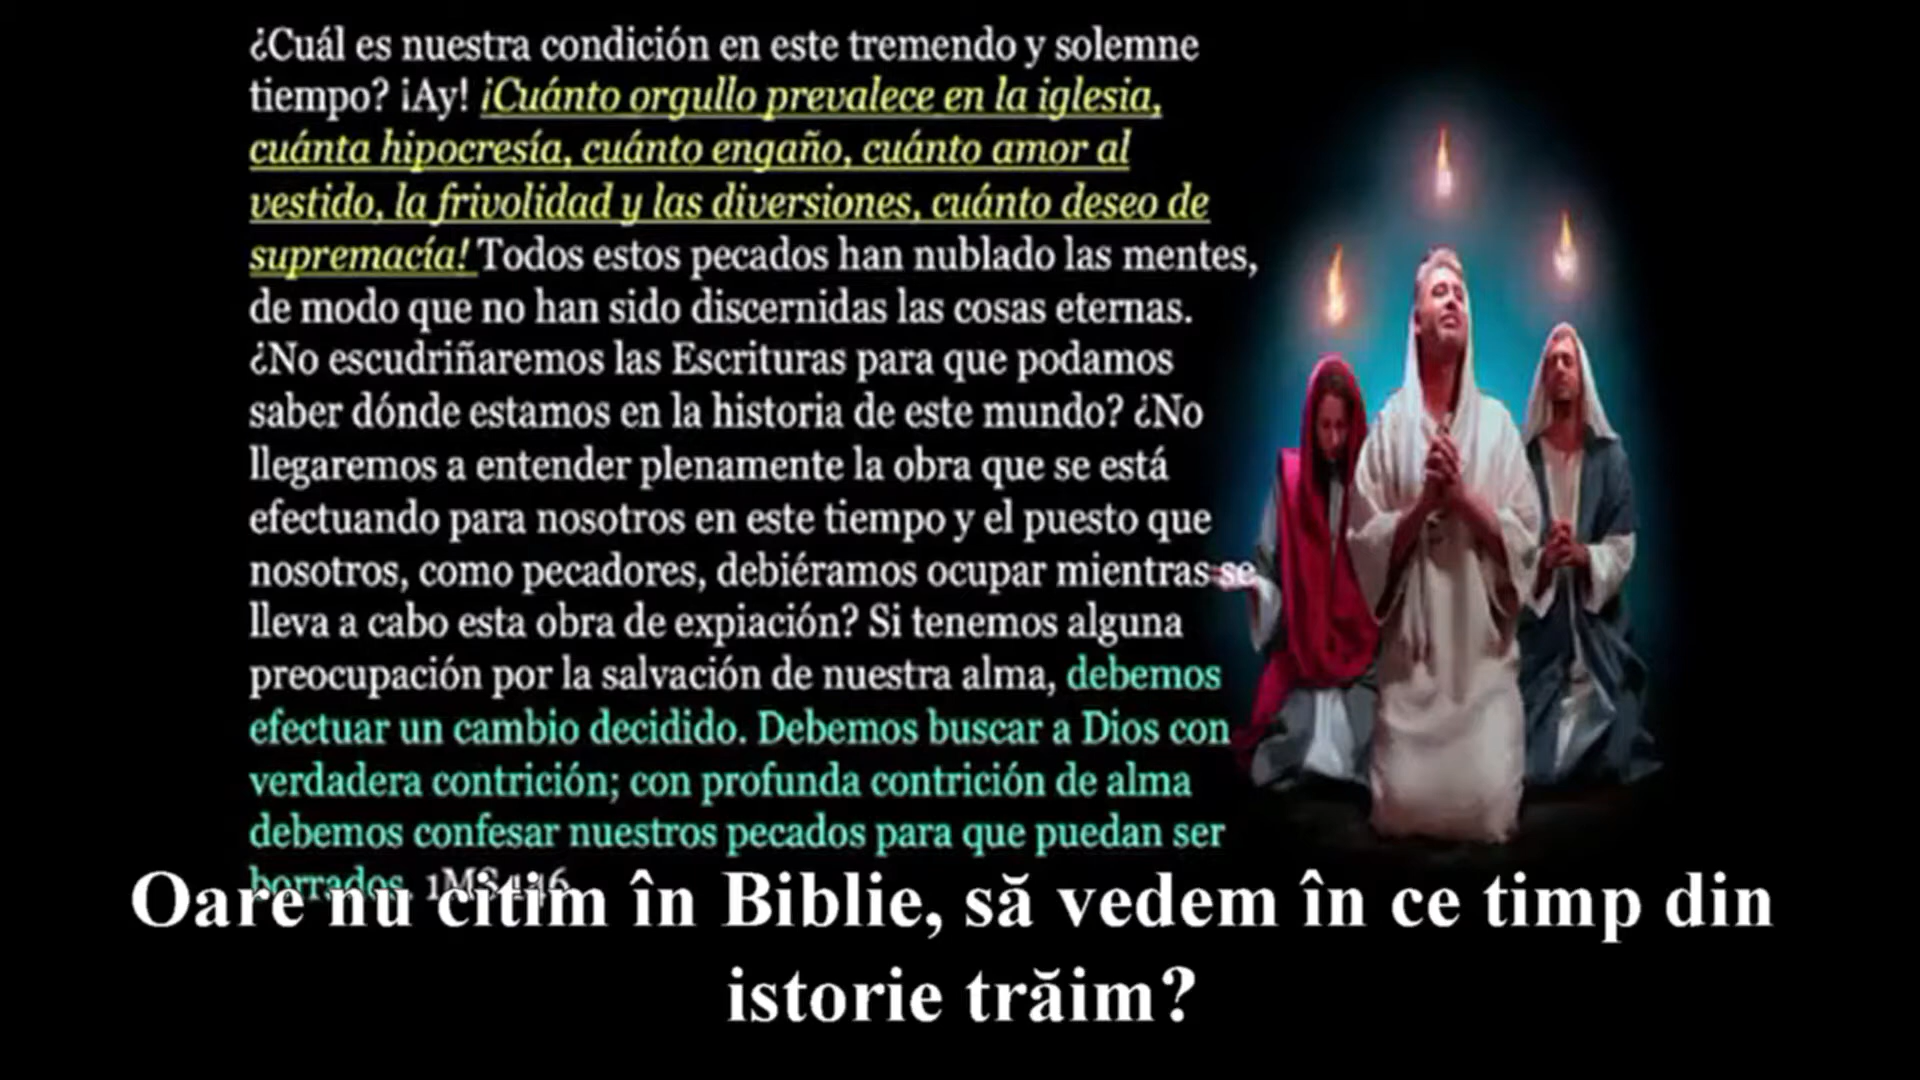 ¿Cuál es nuestra condición en este tremendo y solemne
tiempo? ¡Ay! ¡Cuánto orgullo prevalece en la iglesia,
cuánta hipocresía, cuánto engaño, cuánto amor al
vestido, la frivolidad y las diversiones, cuánto deseo de
supremacía! Todos estos pecados han nublado las mentes,
de modo que no han sido discernidas las cosas eternas.
¿No escudriñaremos las Escrituras para que podamos
saber dónde estamos en la historia de este mundo? ¿No
llegaremos a entender plenamente la obra que se está
efectuando para nosotros en este tiempo y el puesto que
nosotros, como pecadores, debiéramos ocupar mientras se
lleva a cabo esta obra de expiación? Si tenemos alguna
preocupación por la salvación de nuestra alma, debemos
efectuar un cambio decidido. Debemos buscar a Dios con
verdadera contrición; con profunda contrición de alma
debemos confesar nuestros pecados para que puedan ser
borrados.
Oare nu citim în Biblie, să vedem în ce timp din
istorie trăim?